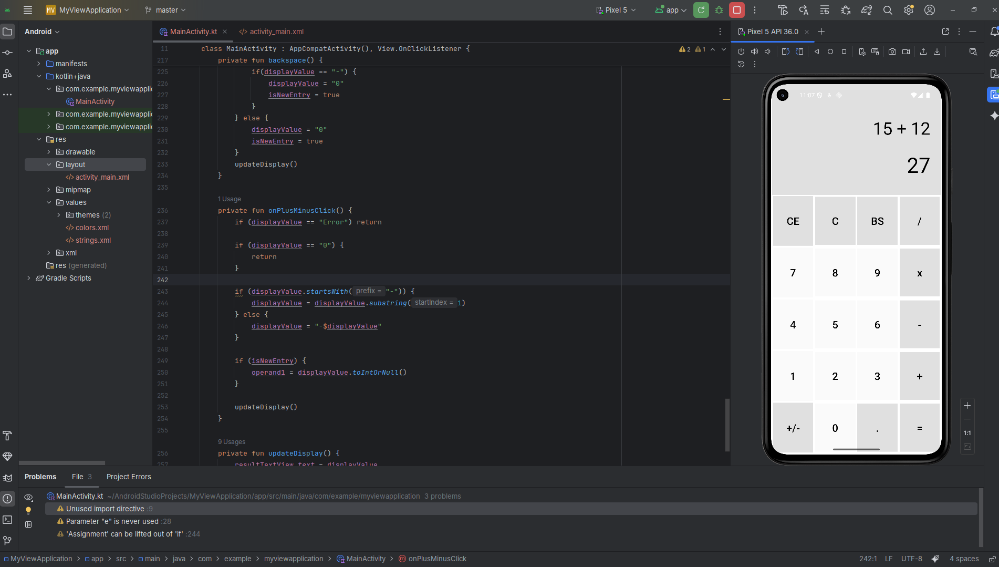 MV MyViewApplication master Pixel 5 app
Android
app
manifests
kotlin+java
com.example.myviewapplic
MainActivity
com.example.myviewapplic
com.example.myviewapplic
res
drawable
layout
activity_main.xml
mipmap
values
themes (2)
colors.xml
strings.xml
xml
res (generated)
Gradle Scripts
MainActivity.kt activity_main.xml
2 1
11 class MainActivity : AppCompatActivity(), View.OnClickListener {
217 private fun backspace() {
225 if(displayValue == "-") {
226 displayValue = "0"
227 isNewEntry = true
228 }
229 } else {
230 displayValue = "0"
231 isNewEntry = true
232 }
233 updateDisplay()
234 }
235
1 Usage
236 private fun onPlusMinusClick() {
237 if (displayValue == "Error") return
238
239 if (displayValue == "0") {
240 return
241 }
242
243 if (displayValue.startsWith( prefix = "-")) {
244 displayValue = displayValue.substring( startIndex = 1)
245 } else {
246 displayValue = "-$displayValue"
247 }
248
249 if (isNewEntry) {
250 operand1 = displayValue.toIntOrNull()
251 }
252
253 updateDisplay()
254 }
255
9 Usages
256 private fun updateDisplay() {
257 resultTextView.text = displayValue
Pixel 5 API 36.0
11:07
15 + 12
27
CE C BS /
7 8 9 x
4 5 6 -
1 2 3 +
+/- 0 . =
1:1
Problems File 3 Project Errors
MainActivity.kt ~/AndroidStudioProjects/MyViewApplication/app/src/main/java/com/example/myviewapplication 3 problems
Unused import directive :9
Parameter "e" is never used :28
'Assignment' can be lifted out of 'if' :244
MyViewApplication > app > src > main > java > com > example > myviewapplication > MainActivity > onPlusMinusClick
242:1 LF UTF-8 4 spaces